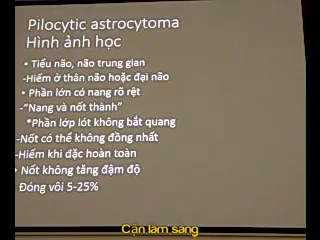 Pilocytic astrocytoma
Hình ảnh học
• Tiểu não, não trung gian
-Hiếm ở thân não hoặc đại não
• Phần lớn có nang rõ rệt
-"Nang và nốt thành"
*Phần lớp lót không bắt quang
-Nốt có thể không đồng nhất
-Hiếm khi đặc hoàn toàn
• Nốt không tăng đậm độ
Đóng vôi 5-25%
Cận lâm sàng